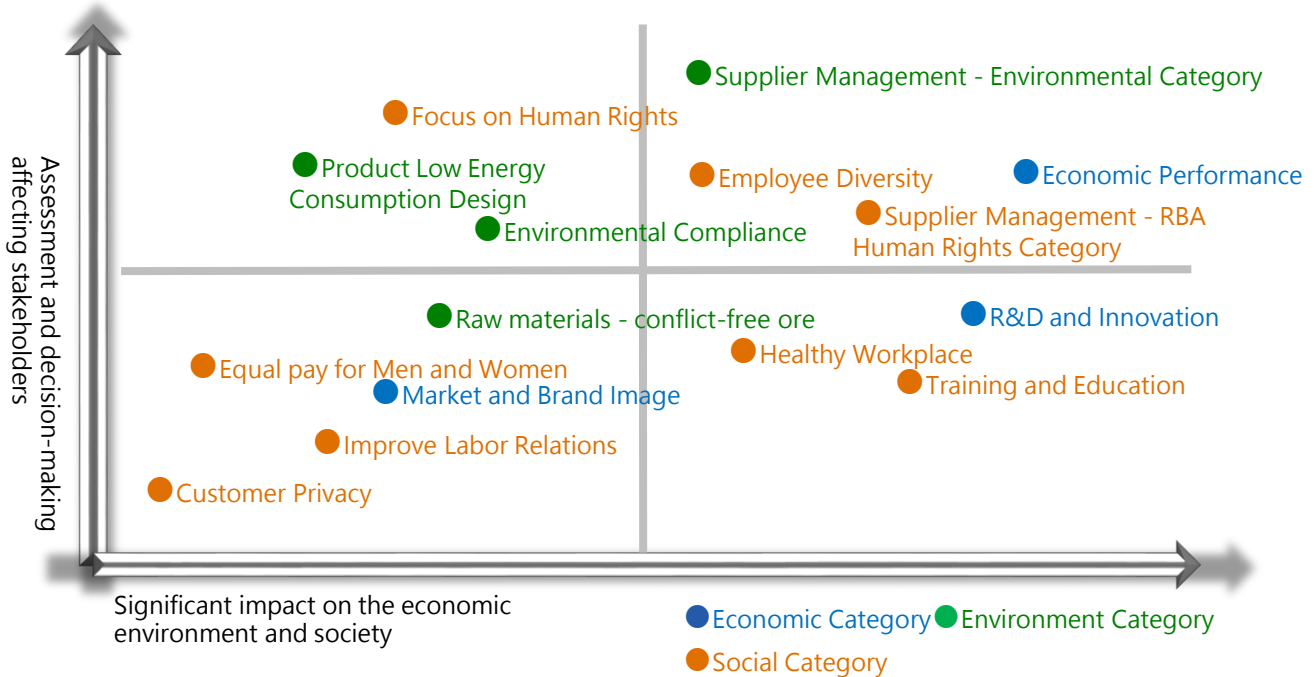 Supplier Management - Environmental Category
Focus on Human Rights
Product Low Energy
Consumption Design
Employee Diversity
Economic Performance
Supplier Management - RBA
Human Rights Category
Environmental Compliance
Assessment and decision-making
affecting stakeholders
Raw materials - conflict-free ore
R&D and Innovation
Equal pay for Men and Women
Healthy Workplace
Market and Brand Image
Training and Education
Improve Labor Relations
Customer Privacy
Significant impact on the economic
environment and society
Economic Category
Environment Category
Social Category